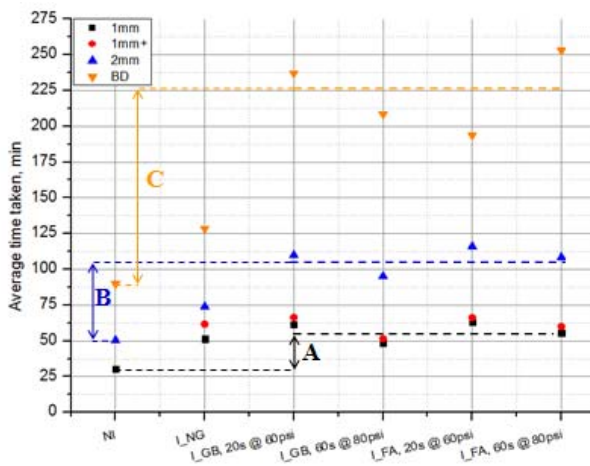 275
250
225
200
175
150
125
100
75
50
25
0
Average time taken, min
1mm
1mm+
2mm
BD
C
B
A
NI
I_NG
I_GB, 20s @ 60psi
I_GB, 60s @ 80psi
I_FA, 20s @ 60psi
I_FA, 60s @ 80psi